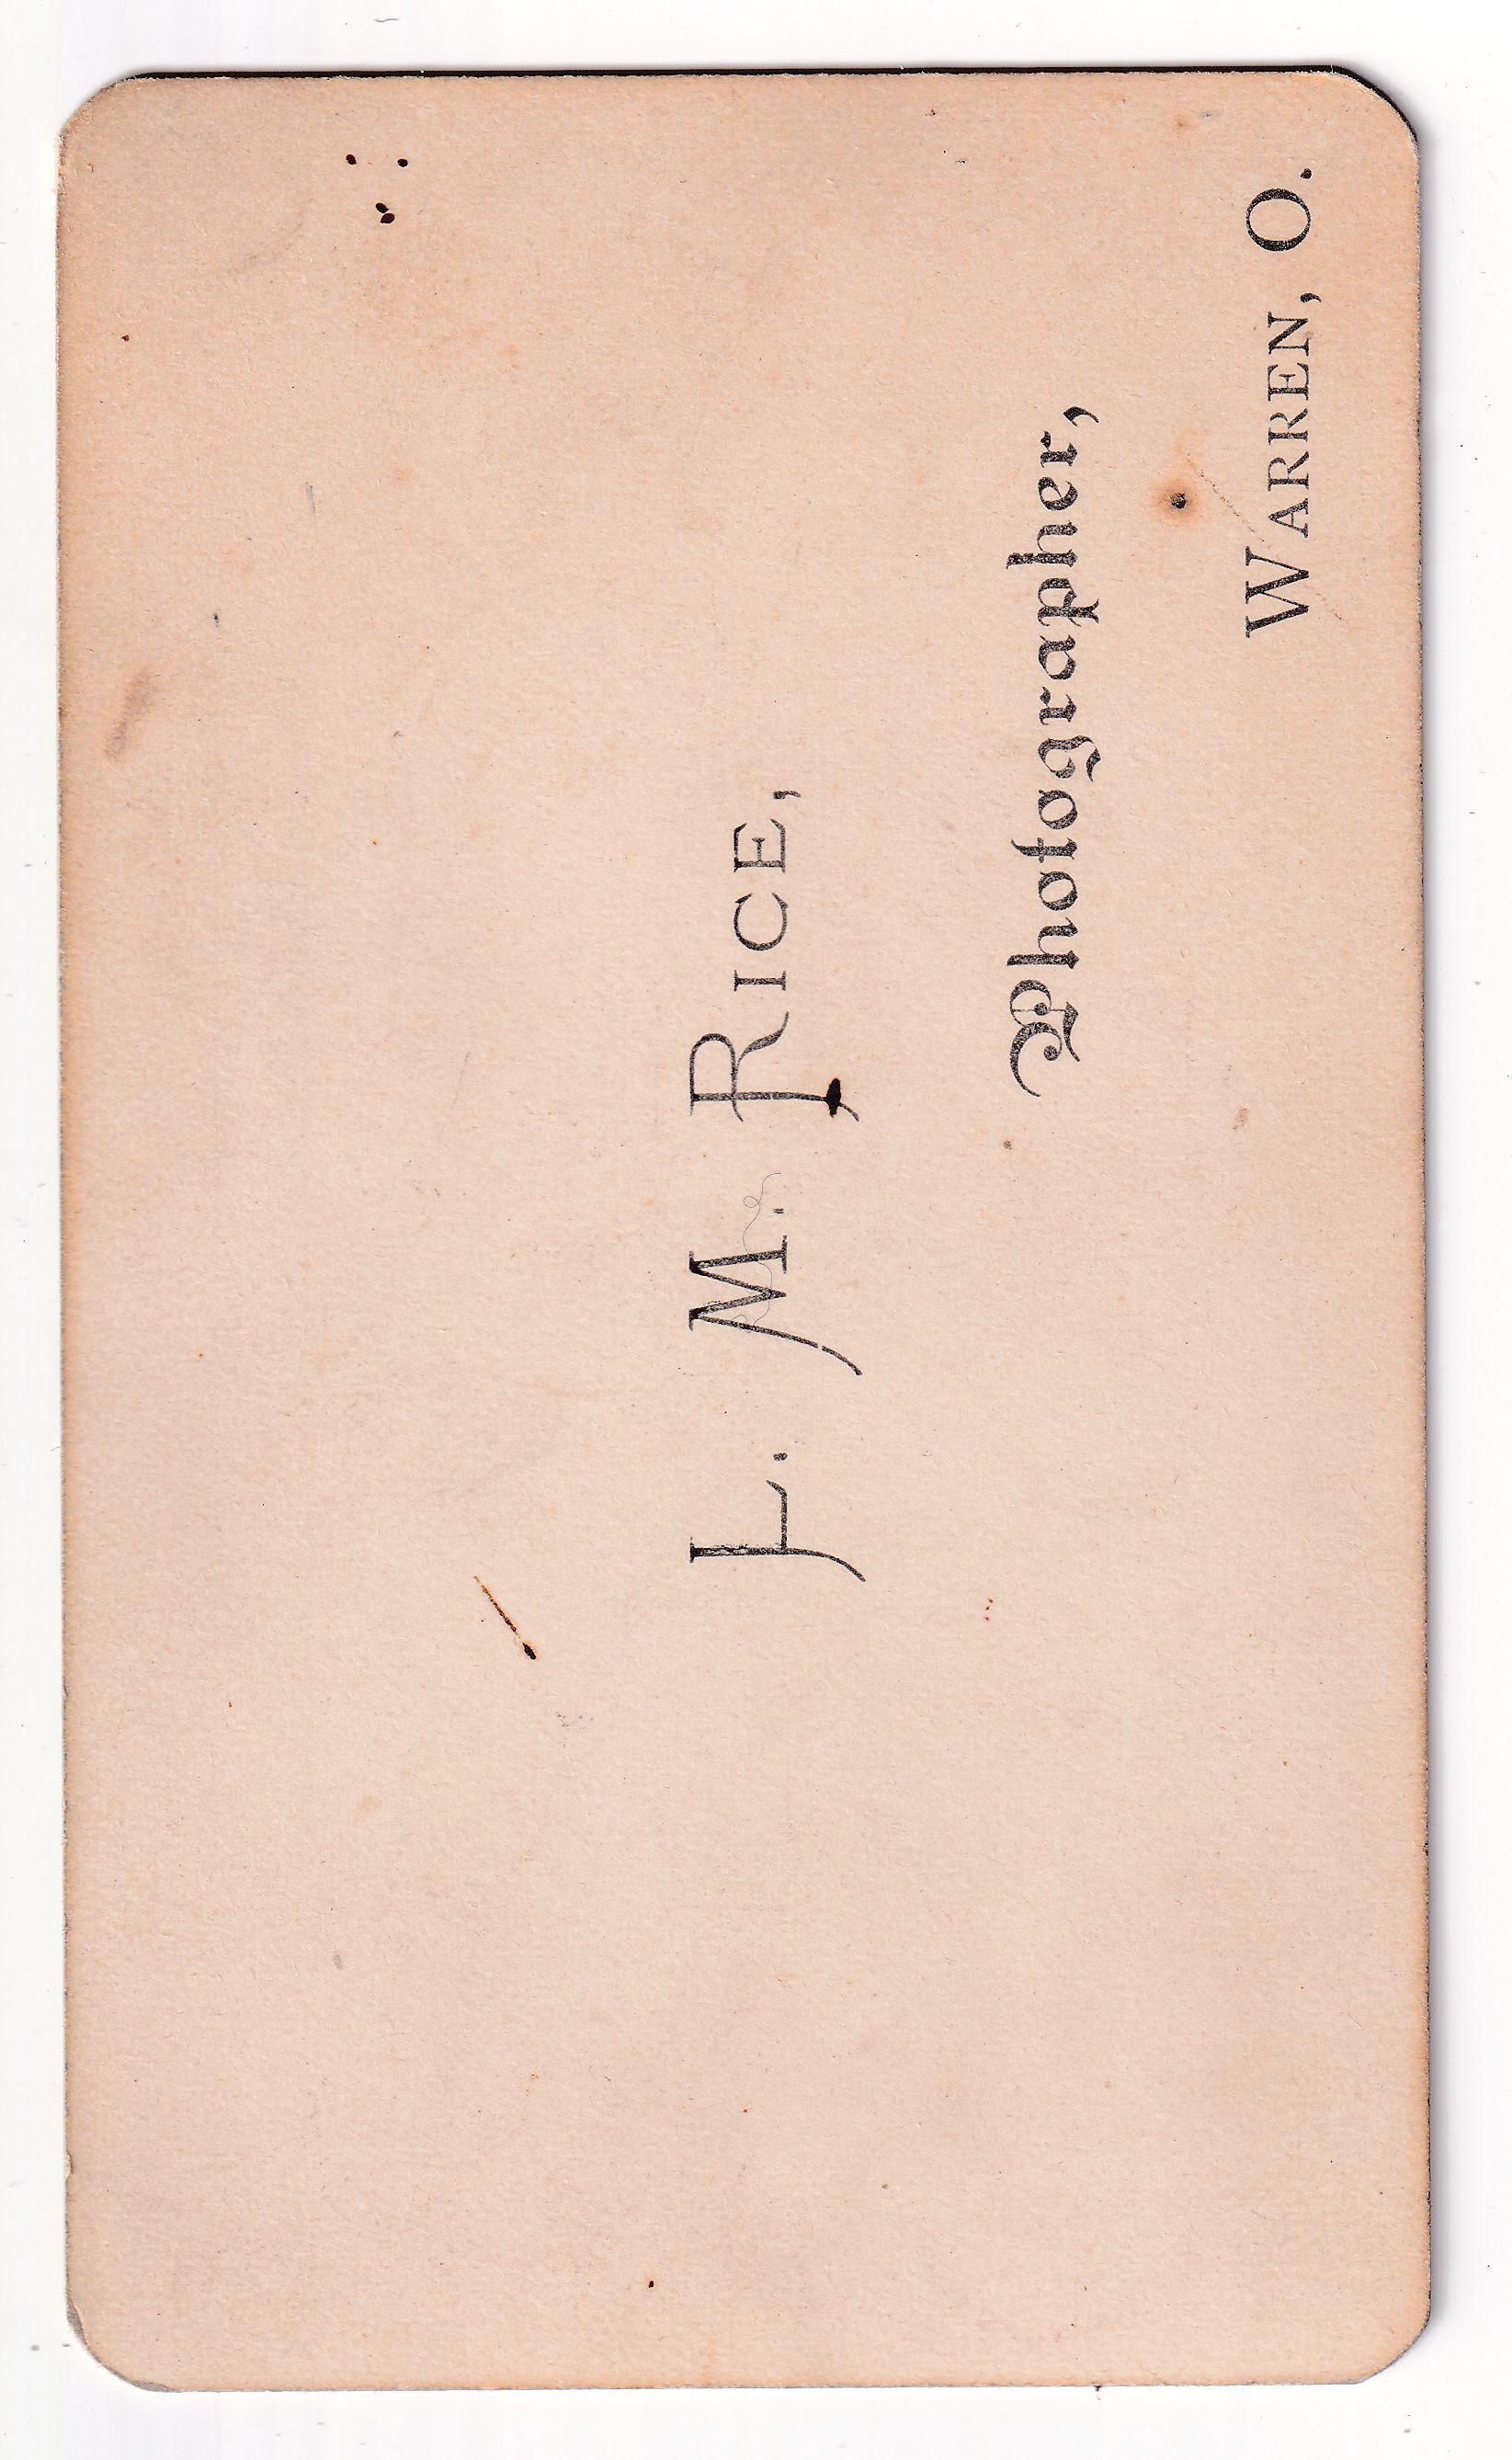 L. M. RICE,
Photographer,
WARREN, O.